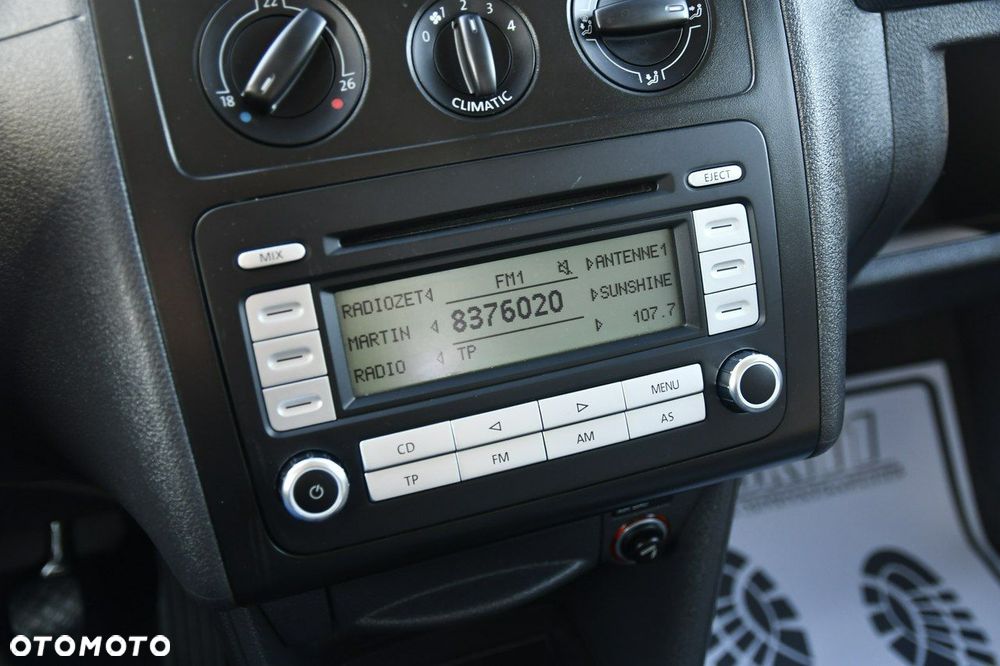 22
18
26
0
2
3
4
CLIMATIC
EJECT
MIX
FM1
ANTENNE1
RADIOZET
8376020
SUNSHINE
MARTIN
107.7
RADIO
TP
CD
MENU
TP
FM
AM
AS
OTOMOTO